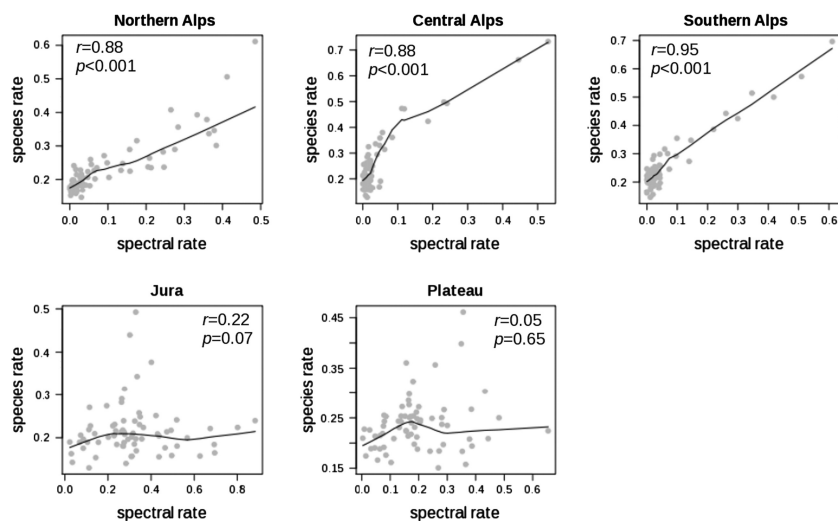 Northern Alps
r=0.88
p<0.001
species rate
0.6
0.5
0.4
0.3
0.2
0.0 0.1 0.2 0.3 0.4 0.5
spectral rate
Central Alps
r=0.88
p<0.001
species rate
0.7
0.6
0.5
0.4
0.3
0.2
0.0 0.1 0.2 0.3 0.4 0.5
spectral rate
Southern Alps
r=0.95
p<0.001
species rate
0.7
0.6
0.5
0.4
0.3
0.2
0.0 0.1 0.2 0.3 0.4 0.5 0.6
spectral rate
Jura
r=0.22
p=0.07
species rate
0.5
0.4
0.3
0.2
0.0 0.2 0.4 0.6 0.8
spectral rate
Plateau
r=0.05
p=0.65
species rate
0.45
0.35
0.25
0.15
0.0 0.1 0.2 0.3 0.4 0.5 0.6
spectral rate